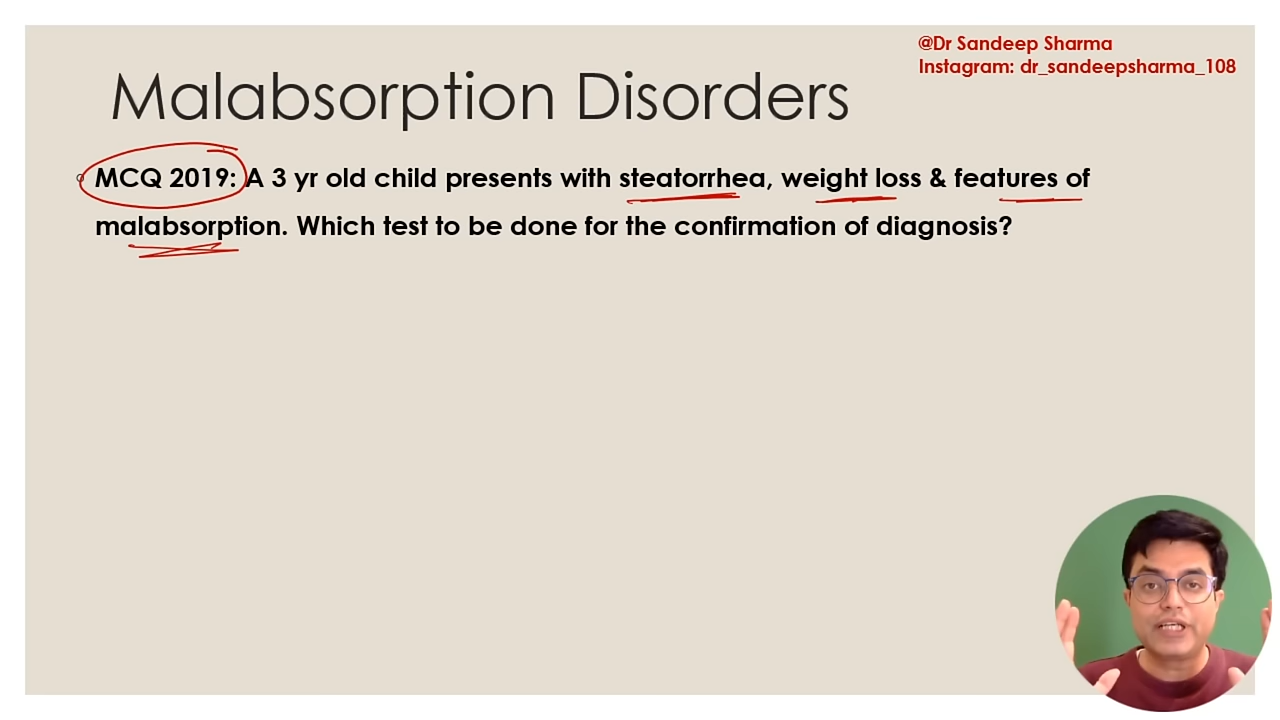 @Dr Sandeep Sharma
Instagram: dr_sandeepsharma_108
Malabsorption Disorders
MCQ 2019: A 3 yr old child presents with steatorrhea, weight loss & features of
malabsorption. Which test to be done for the confirmation of diagnosis?